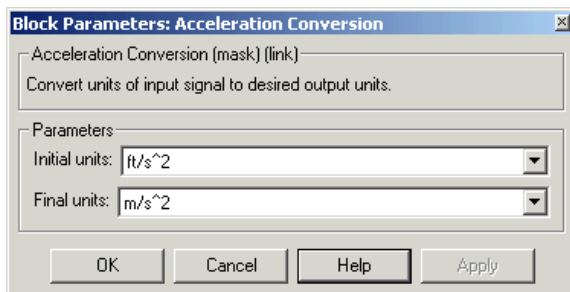 Block Parameters: Acceleration Conversion
Acceleration Conversion (mask) (link)
Convert units of input signal to desired output units.
Parameters
Initial units: ft/s^2
Final units: m/s^2
OK Cancel Help Apply